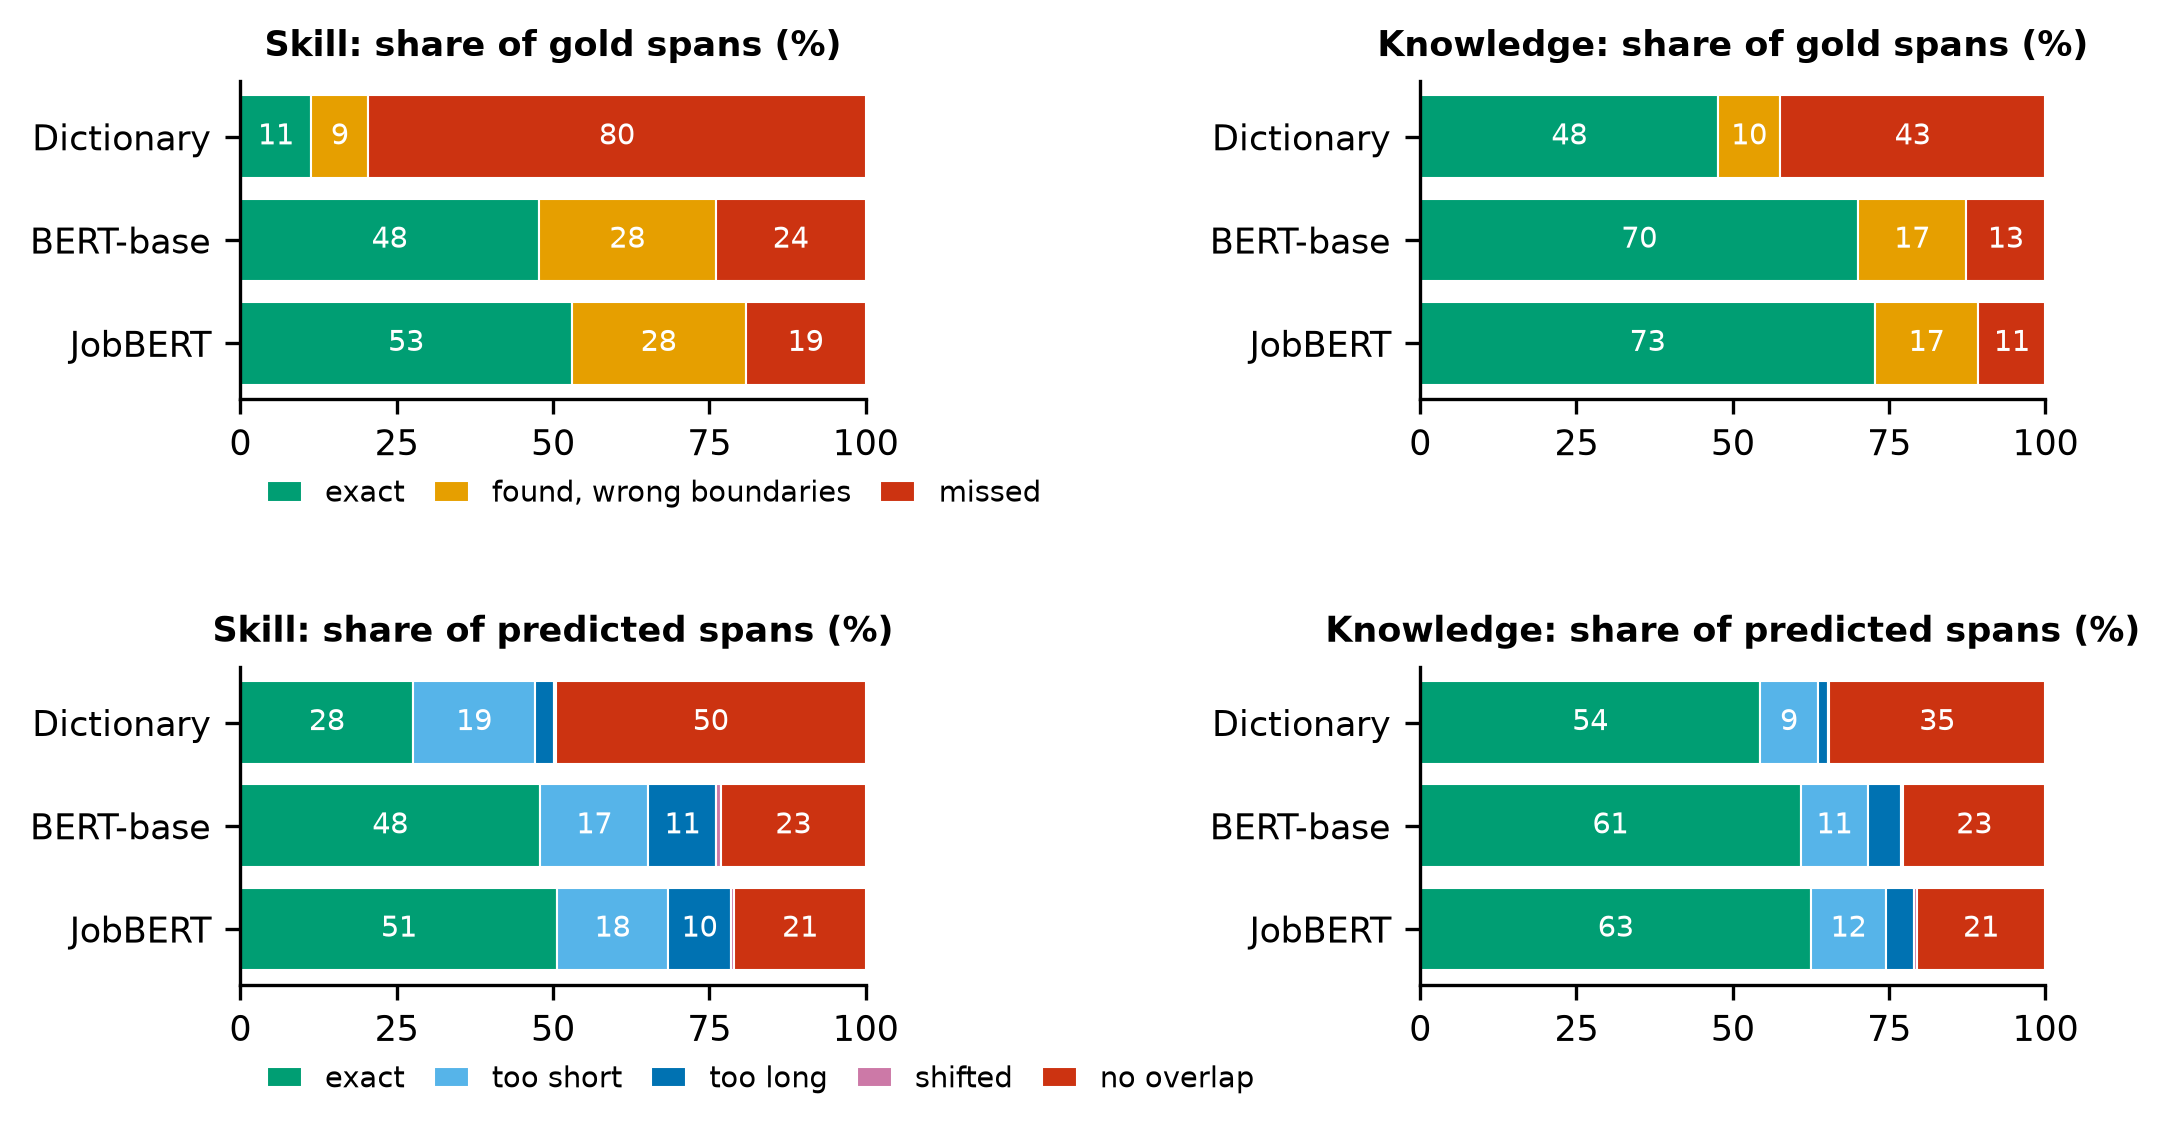 Skill: share of gold spans (%)
Dictionary 11 9 80
BERT-base 48 28 24
JobBERT 53 28 19
0 25 50 75 100
exact found, wrong boundaries missed
Knowledge: share of gold spans (%)
Dictionary 48 10 43
BERT-base 70 17 13
JobBERT 73 17 11
0 25 50 75 100
Skill: share of predicted spans (%)
Dictionary 28 19 50
BERT-base 48 17 11 23
JobBERT 51 18 10 21
0 25 50 75 100
exact too short too long shifted no overlap
Knowledge: share of predicted spans (%)
Dictionary 54 9 35
BERT-base 61 11 23
JobBERT 63 12 21
0 25 50 75 100